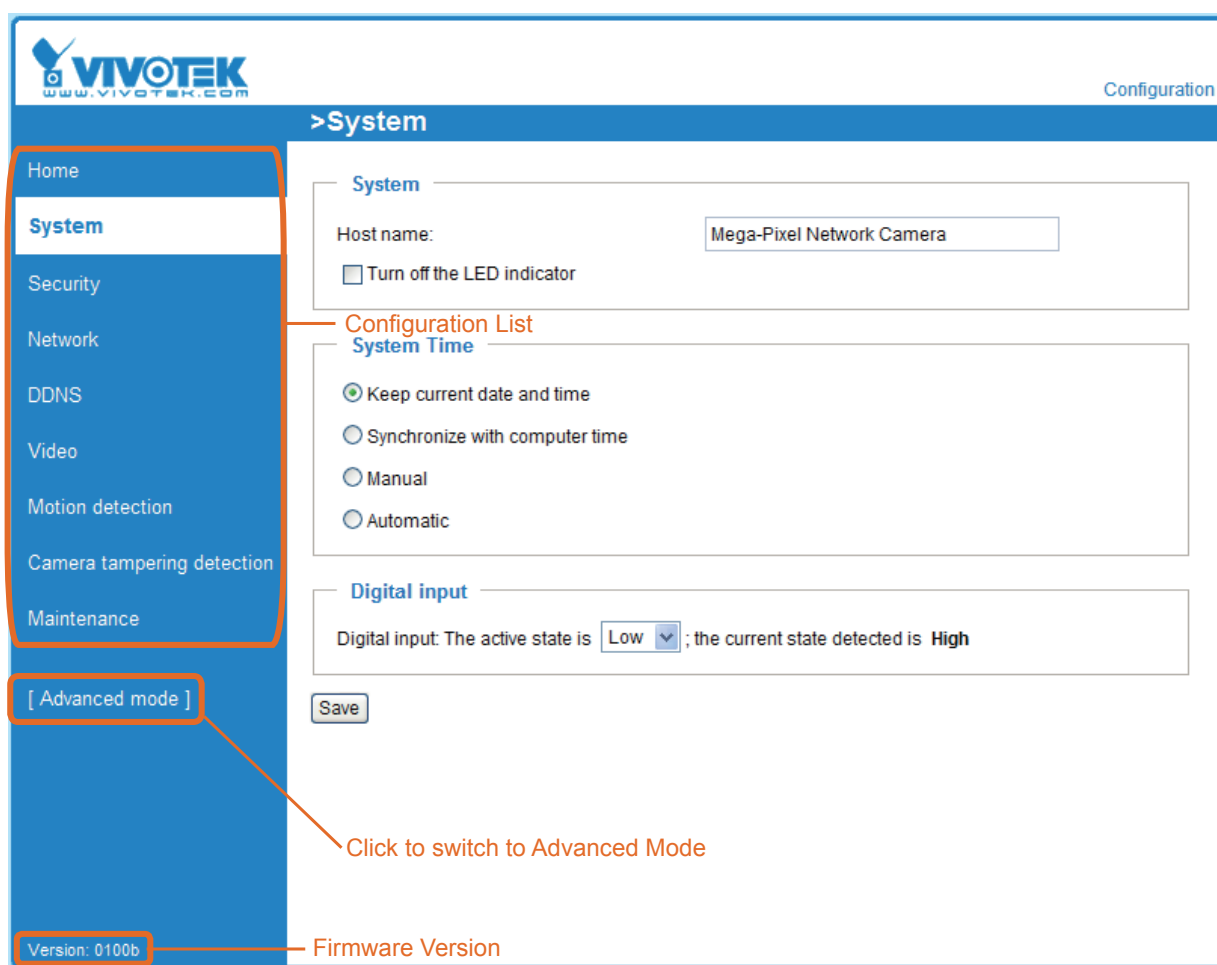 VIVOTEK
www.vivotek.com
Configuration
>System
Home
System
Security
Network
DDNS
Video
Motion detection
Camera tampering detection
Maintenance
[ Advanced mode ]
Version: 0100b
System
Host name: Mega-Pixel Network Camera
Turn off the LED indicator
Configuration List
System Time
Keep current date and time
Synchronize with computer time
Manual
Automatic
Digital input
Digital input: The active state is Low ; the current state detected is High
Save
Click to switch to Advanced Mode
Firmware Version